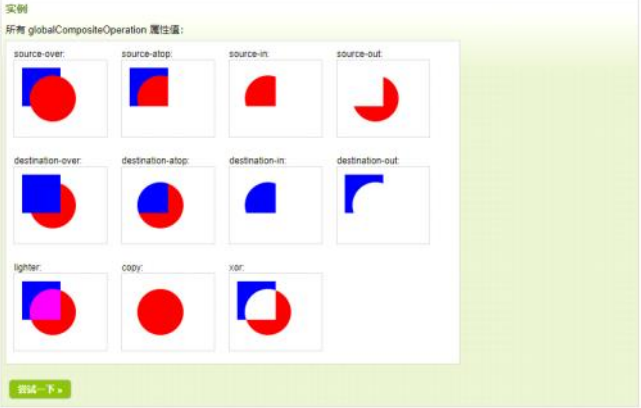 实例
所有 globalCompositeOperation 属性值：
source-over: source-atop: source-in: source-out:
destination-over: destination-atop: destination-in: destination-out:
lighter: copy: xor:
尝试一下 »